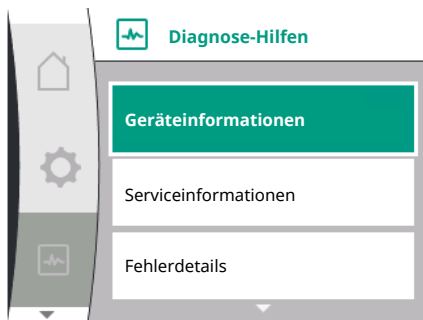 Diagnose-Hilfen
Geräteinformationen
Serviceinformationen
Fehlerdetails